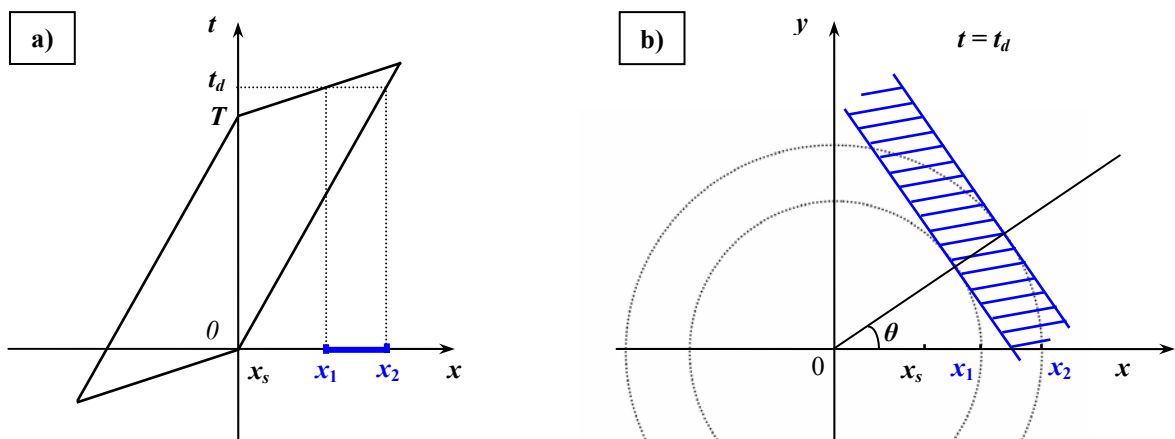 a)
t
t_d
T
0
x_s
x_1
x_2
x
b)
y
t = t_d
θ
0
x_s
x_1
x_2
x